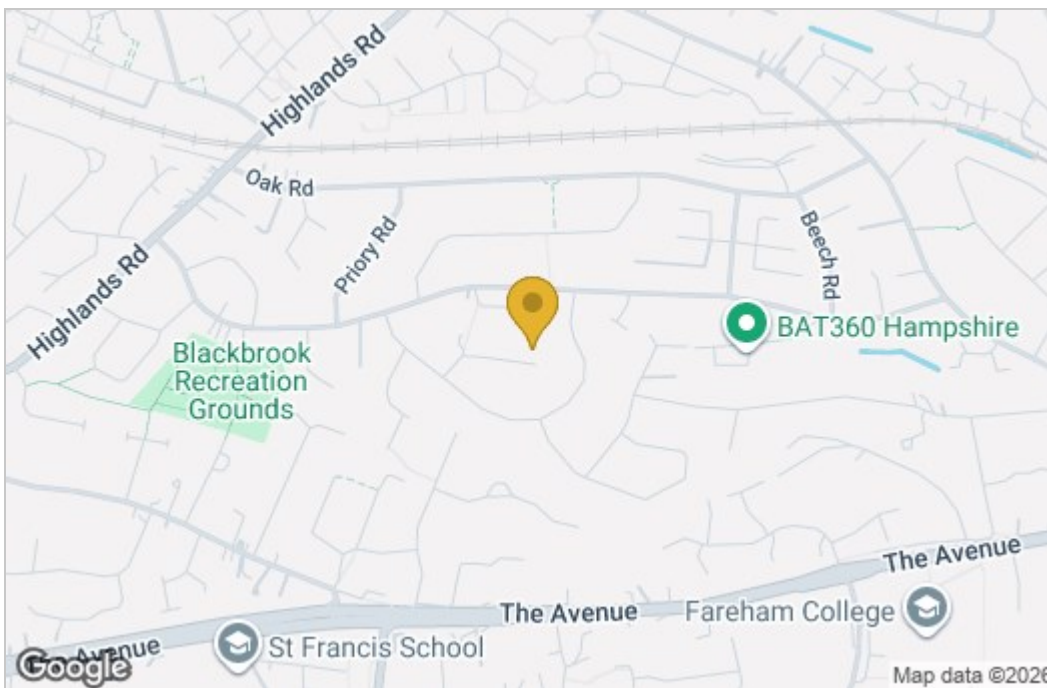 Highlands Rd
Oak Rd
Priory Rd
Beech Rd
Highlands Rd
BAT360 Hampshire
Blackbrook
Recreation
Grounds
The Avenue
The Avenue
Fareham College
St Francis School
The Avenue
Google
Map data ©2026